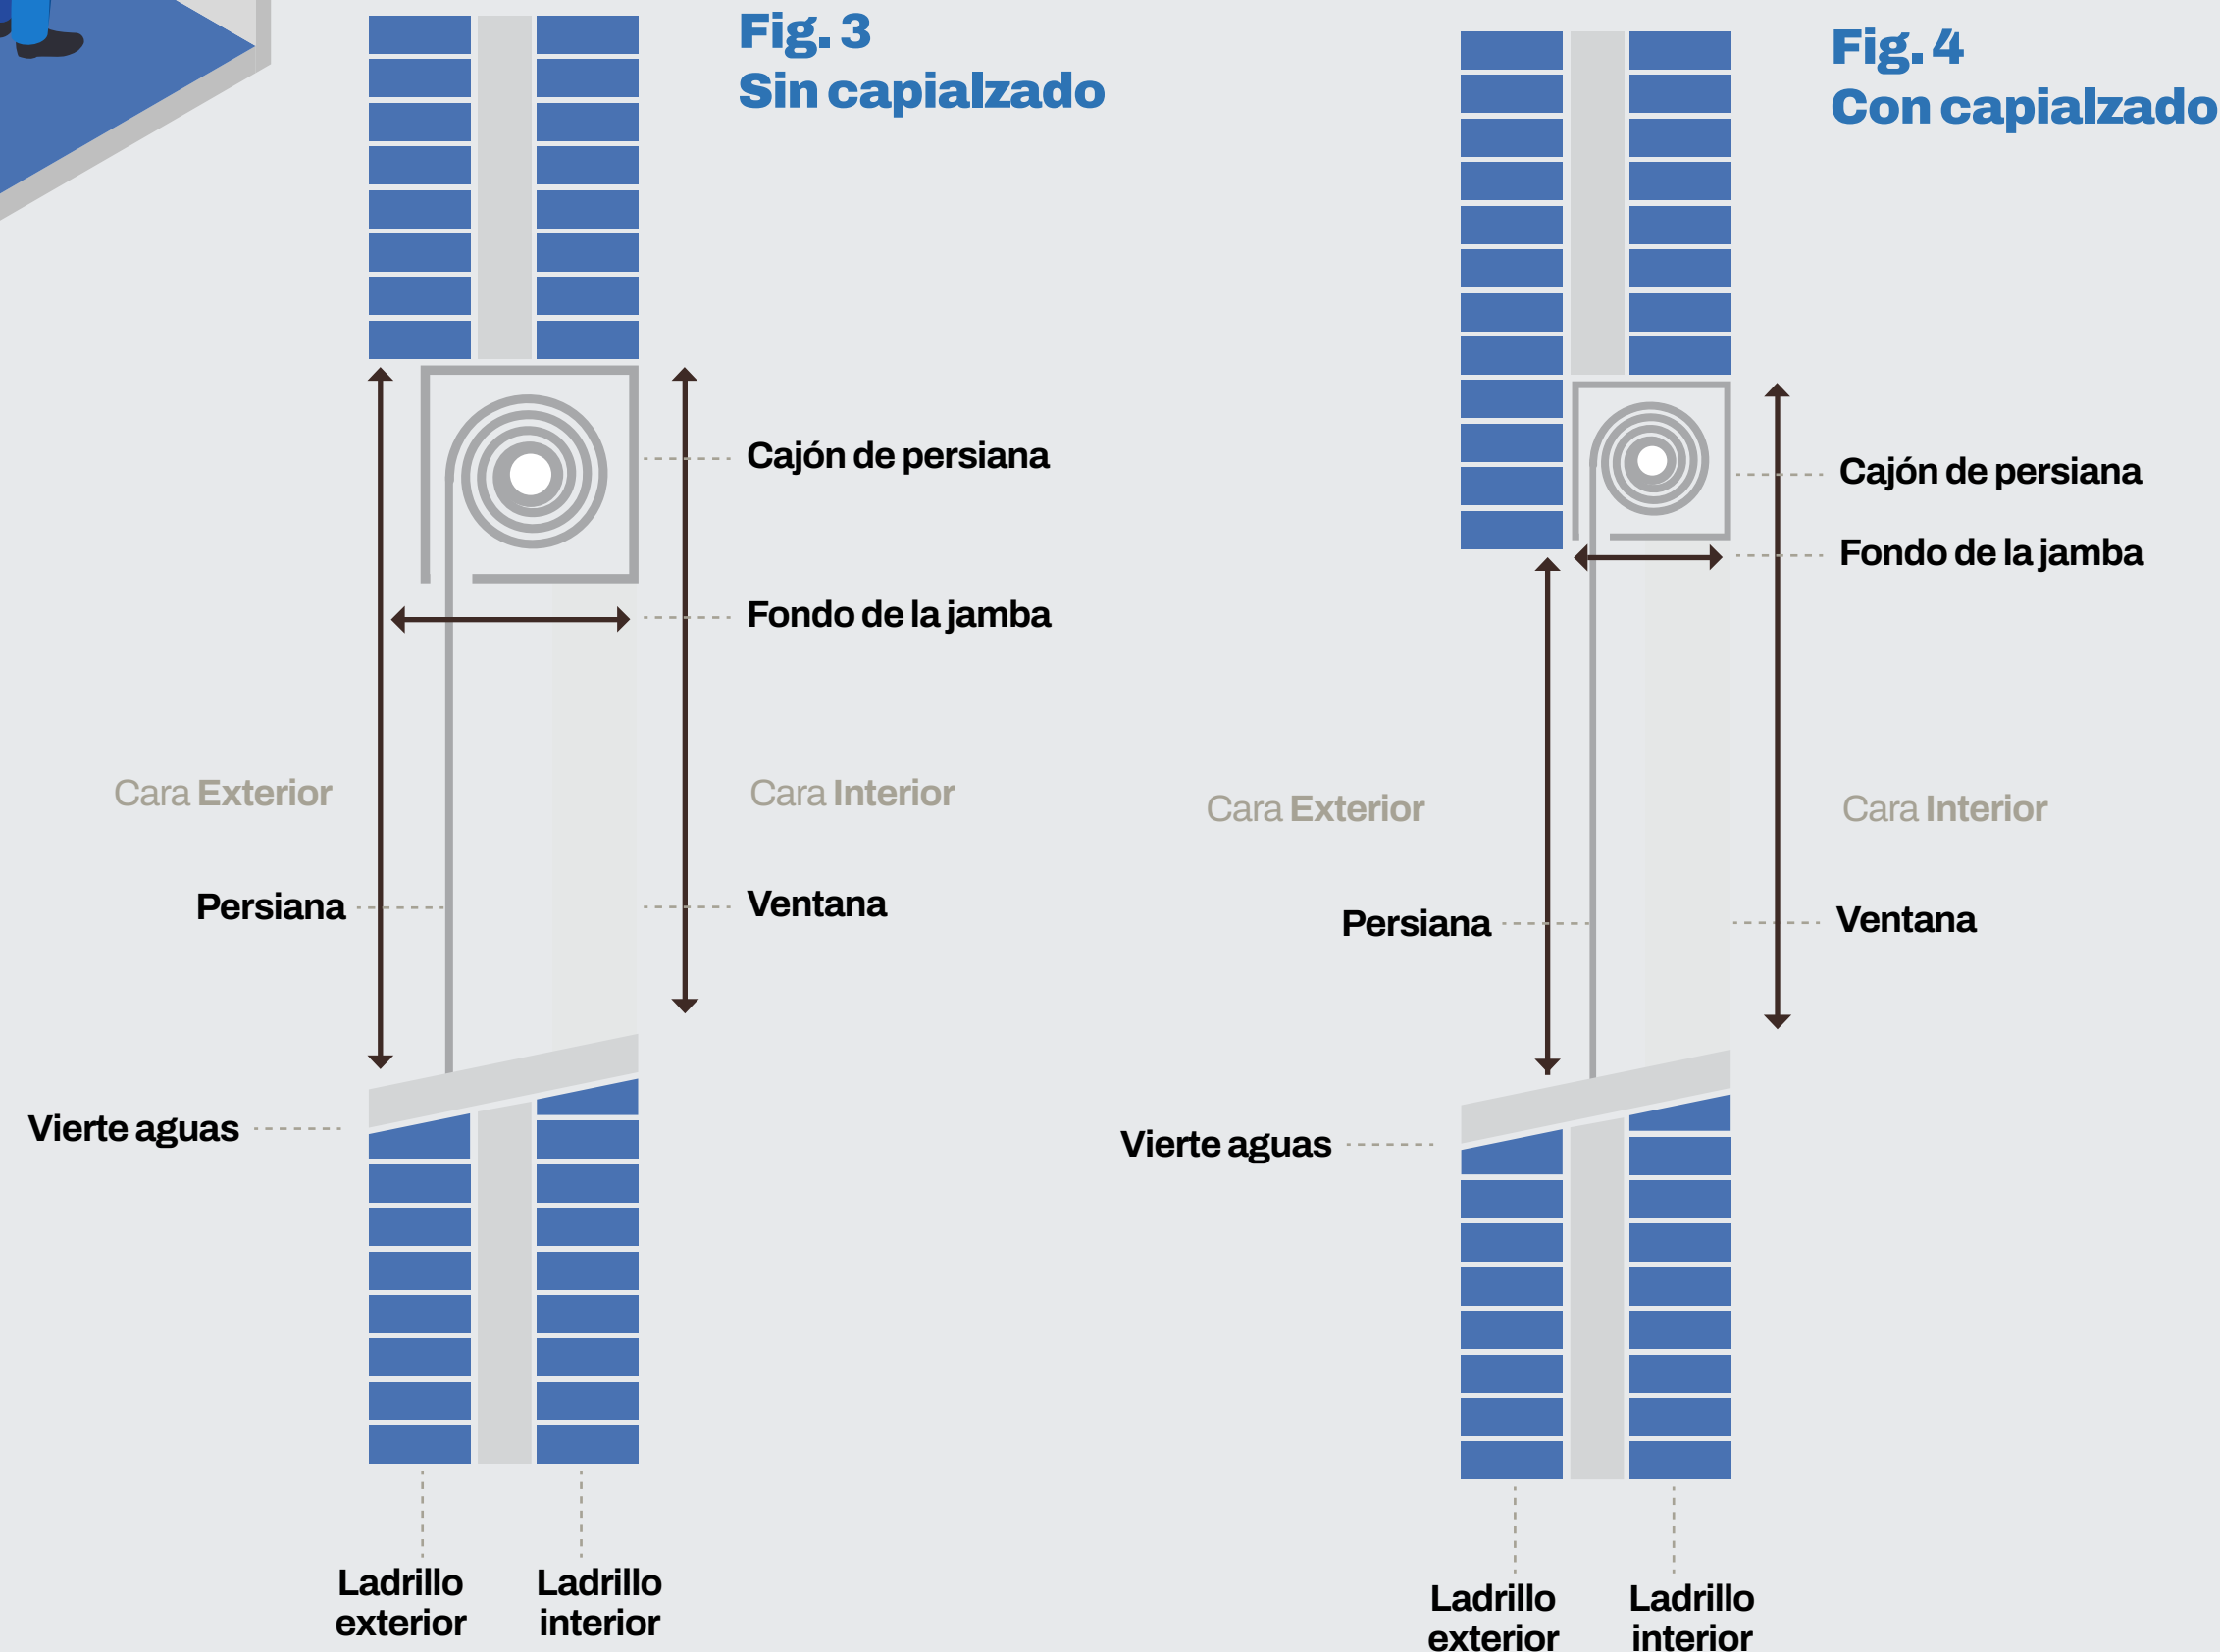 Fig. 3
Sin capialzado
Cajón de persiana
Fondo de la jamba
Cara Exterior
Cara Interior
Persiana
Ventana
Vierte aguas
Ladrillo
exterior
Ladrillo
interior
Fig. 4
Con capialzado
Cajón de persiana
Fondo de la jamba
Cara Exterior
Cara Interior
Persiana
Ventana
Vierte aguas
Ladrillo
exterior
Ladrillo
interior